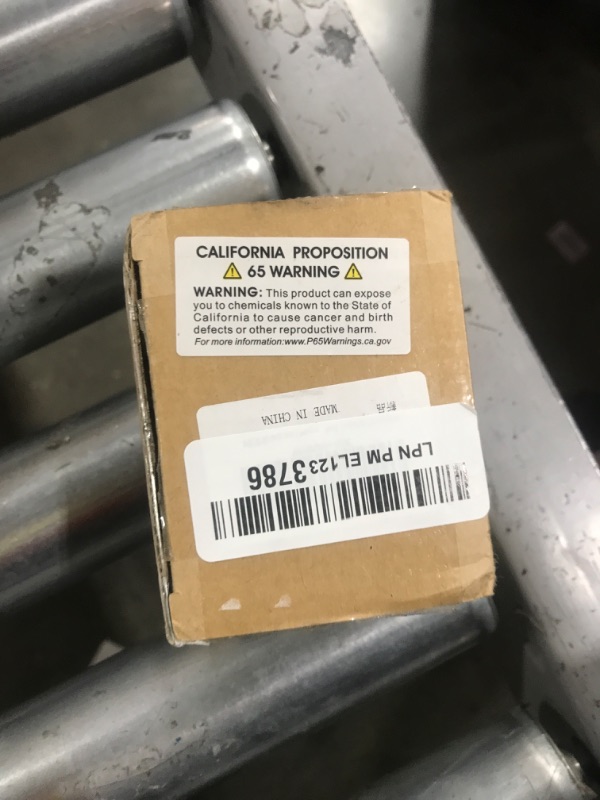 CALIFORNIA PROPOSITION
65 WARNING
WARNING: This product can expose
you to chemicals known to the State of
California to cause cancer and birth
defects or other reproductive harm.
For more information:www.P65Warnings.ca.gov
新品 MADE IN CHINA
LPN PM EL1233786